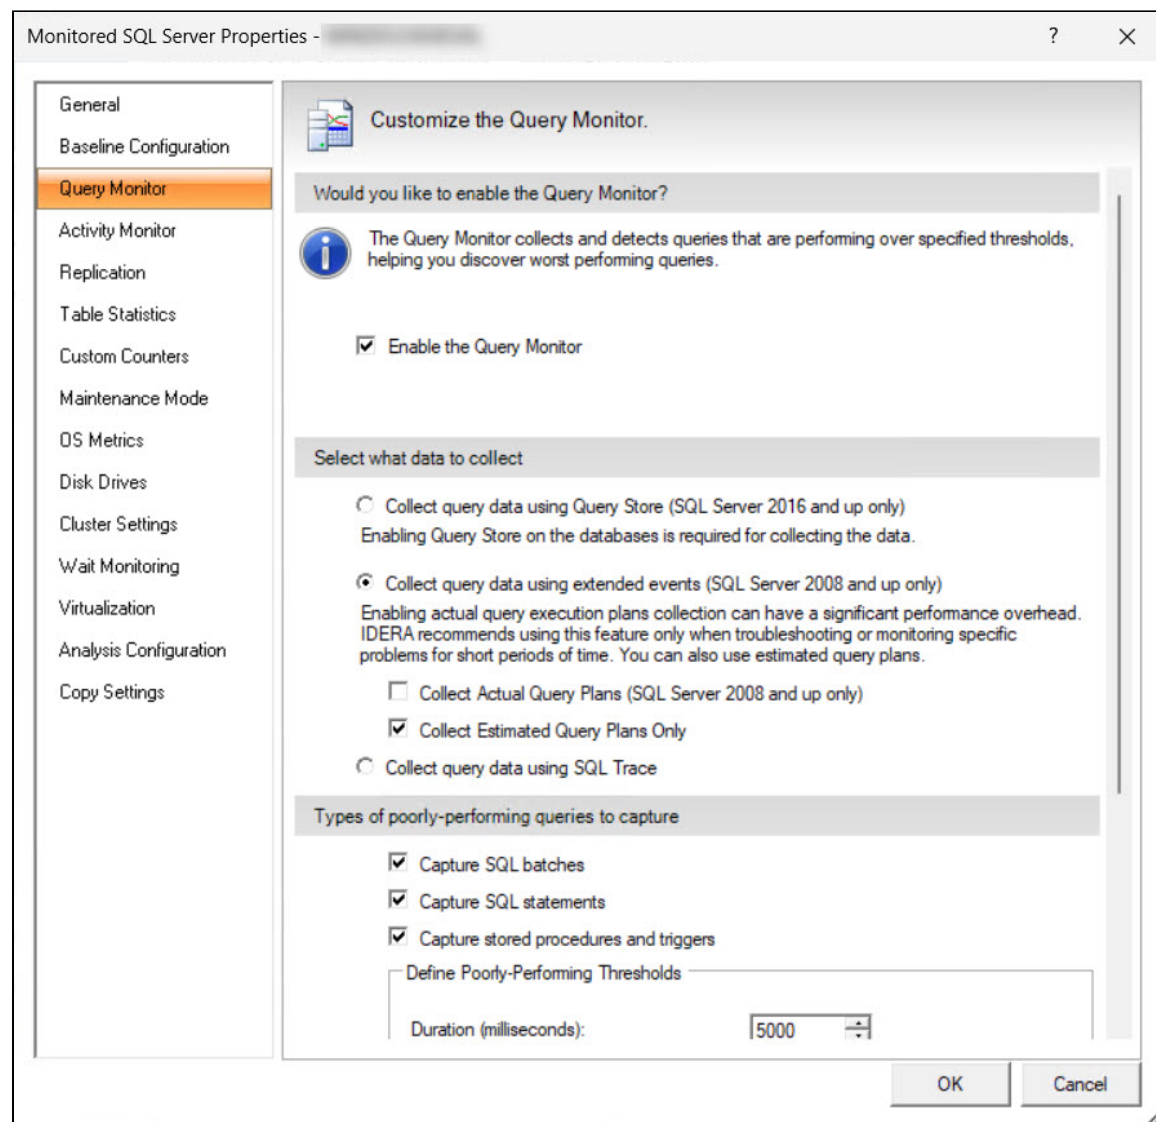 Monitored SQL Server Properties -
?
General
Baseline Configuration
Query Monitor
Activity Monitor
Replication
Table Statistics
Custom Counters
Maintenance Mode
OS Metrics
Disk Drives
Cluster Settings
Wait Monitoring
Virtualization
Analysis Configuration
Copy Settings
Customize the Query Monitor.
Would you like to enable the Query Monitor?
The Query Monitor collects and detects queries that are performing over specified thresholds,
helping you discover worst performing queries.
Enable the Query Monitor
Select what data to collect
Collect query data using Query Store (SQL Server 2016 and up only)
Enabling Query Store on the databases is required for collecting the data.
Collect query data using extended events (SQL Server 2008 and up only)
Enabling actual query execution plans collection can have a significant performance overhead.
IDERA recommends using this feature only when troubleshooting or monitoring specific
problems for short periods of time. You can also use estimated query plans.
Collect Actual Query Plans (SQL Server 2008 and up only)
Collect Estimated Query Plans Only
Collect query data using SQL Trace
Types of poorly-performing queries to capture
Capture SQL batches
Capture SQL statements
Capture stored procedures and triggers
Define Poorly-Performing Thresholds
Duration (milliseconds): 5000
OK
Cancel